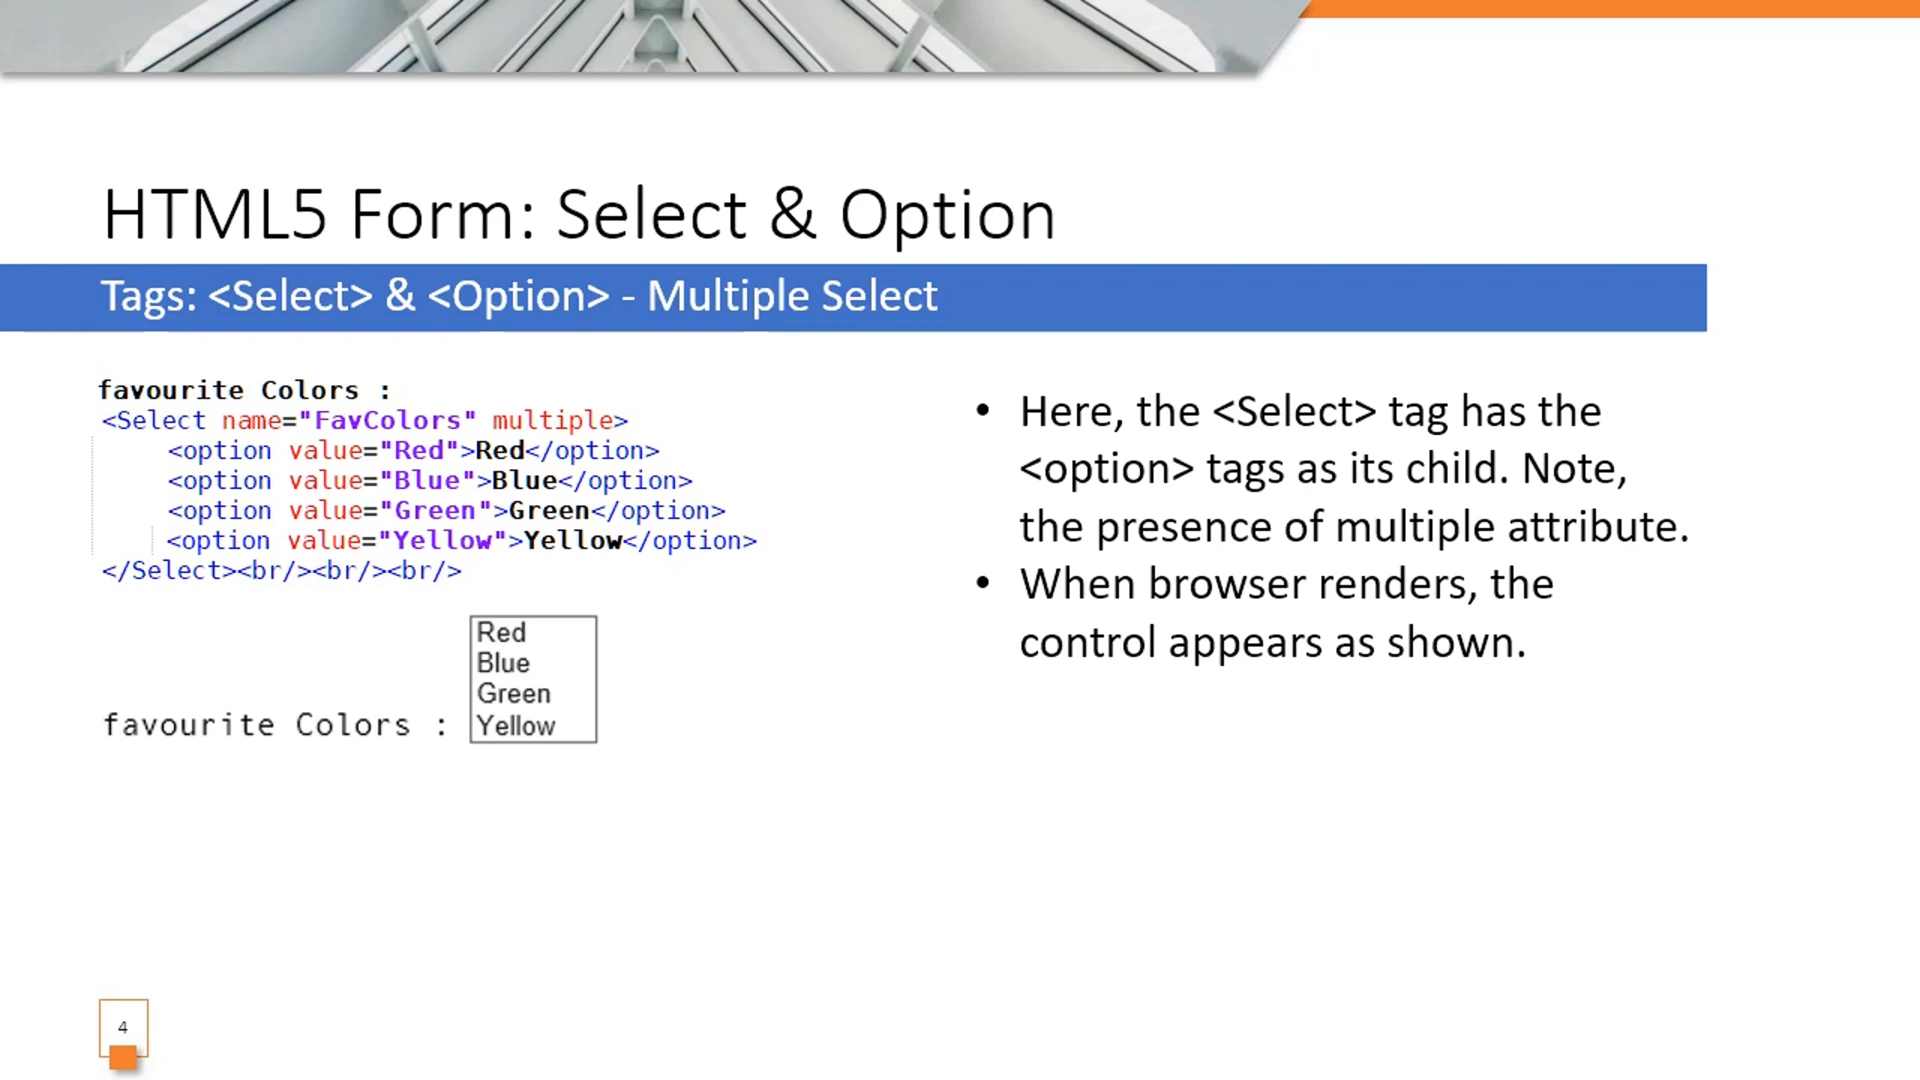 HTML5 Form: Select & Option
Tags: <Select> & <Option> - Multiple Select
favourite Colors :
<Select name="FavColors" multiple>
<option value="Red">Red</option>
<option value="Blue">Blue</option>
<option value="Green">Green</option>
<option value="Yellow">Yellow</option>
</Select><br/><br/><br/>
Red
Blue
Green
favourite Colors : Yellow
• Here, the <Select> tag has the
<option> tags as its child. Note,
the presence of multiple attribute.
• When browser renders, the
control appears as shown.
4